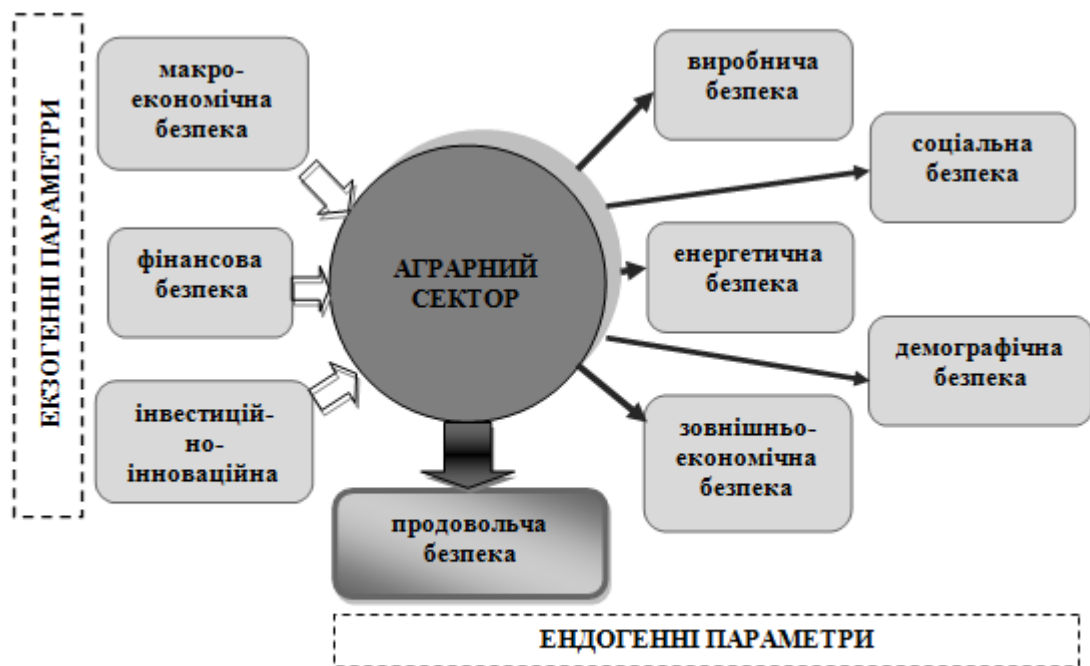 ЕКЗОГЕННІ ПАРАМЕТРИ
макро-
економічна
безпека
фінансова
безпека
інвестицій-
но-
інноваційна
АГРАРНИЙ
СЕКТОР
продовольча
безпека
виробнича
безпека
соціальна
безпека
енергетична
безпека
демографічна
безпека
зовнішньо-
економічна
безпека
ЕНДОГЕННІ ПАРАМЕТРИ